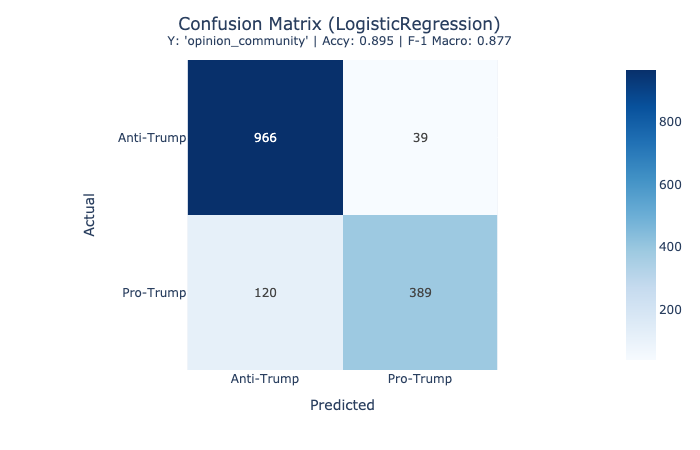 Confusion Matrix (LogisticRegression)
Y: 'opinion_community' | Accy: 0.895 | F-1 Macro: 0.877
Actual
Anti-Trump
966
39
Pro-Trump
120
389
Anti-Trump
Pro-Trump
Predicted
800
600
400
200